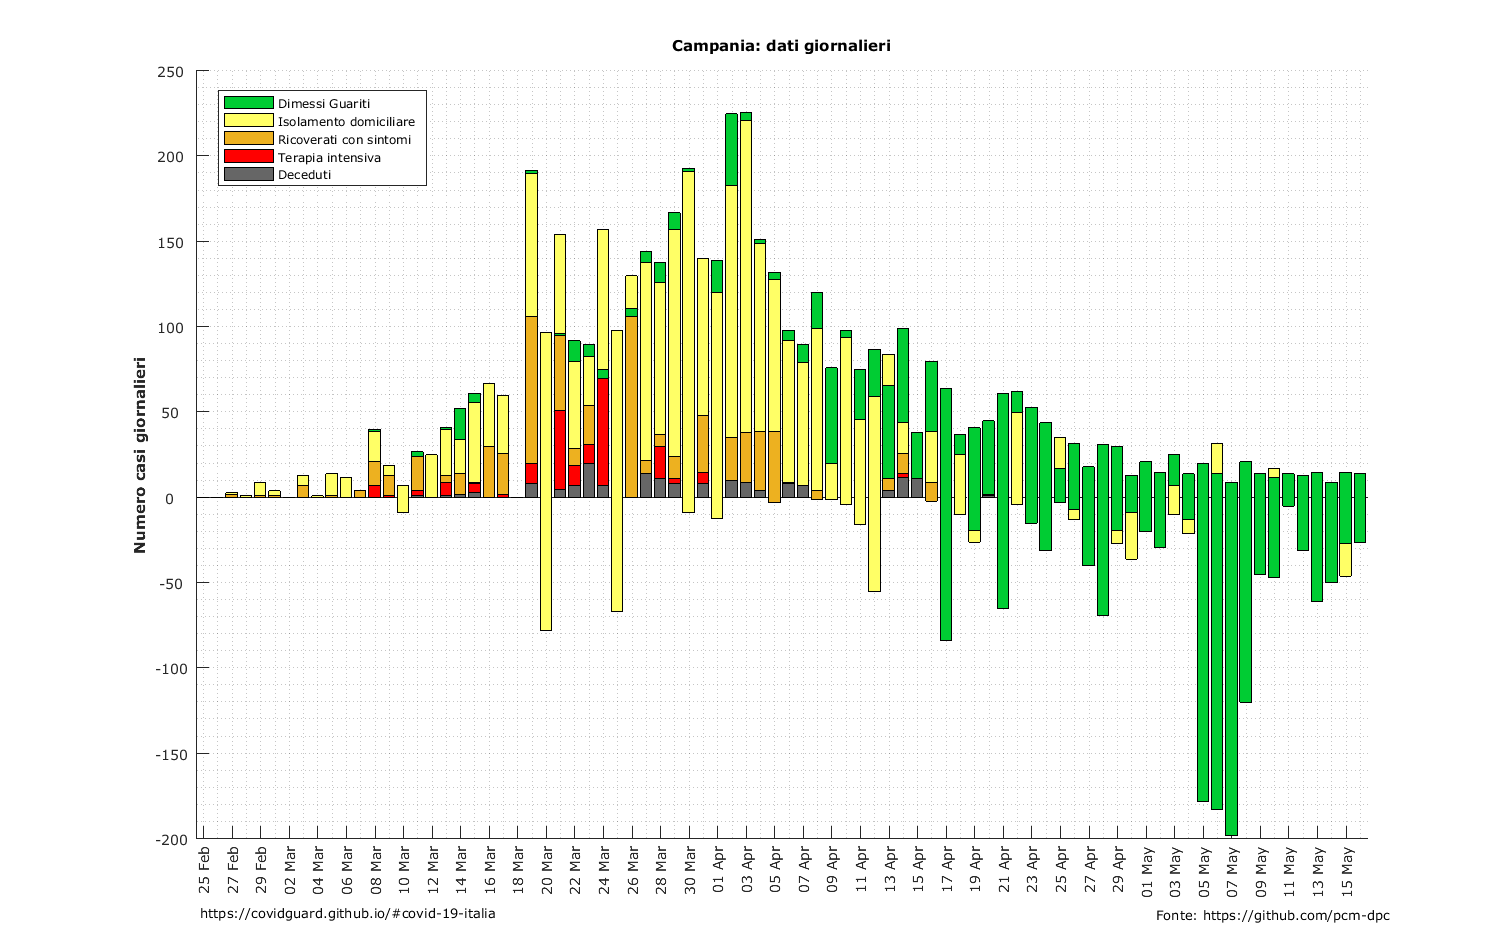 Campania: dati giornalieri
250
200
150
100
50
0
-50
-100
-150
-200
Numero casi giornalieri
Dimessi Guariti
Isolamento domiciliare
Ricoverati con sintomi
Terapia intensiva
Deceduti
25 Feb
27 Feb
29 Feb
02 Mar
04 Mar
06 Mar
08 Mar
10 Mar
12 Mar
14 Mar
16 Mar
18 Mar
20 Mar
22 Mar
24 Mar
26 Mar
28 Mar
30 Mar
01 Apr
03 Apr
05 Apr
07 Apr
09 Apr
11 Apr
13 Apr
15 Apr
17 Apr
19 Apr
21 Apr
23 Apr
25 Apr
27 Apr
29 Apr
01 May
03 May
05 May
07 May
09 May
11 May
13 May
15 May
https://covidguard.github.io/#covid-19-italia
Fonte: https://github.com/pcm-dpc